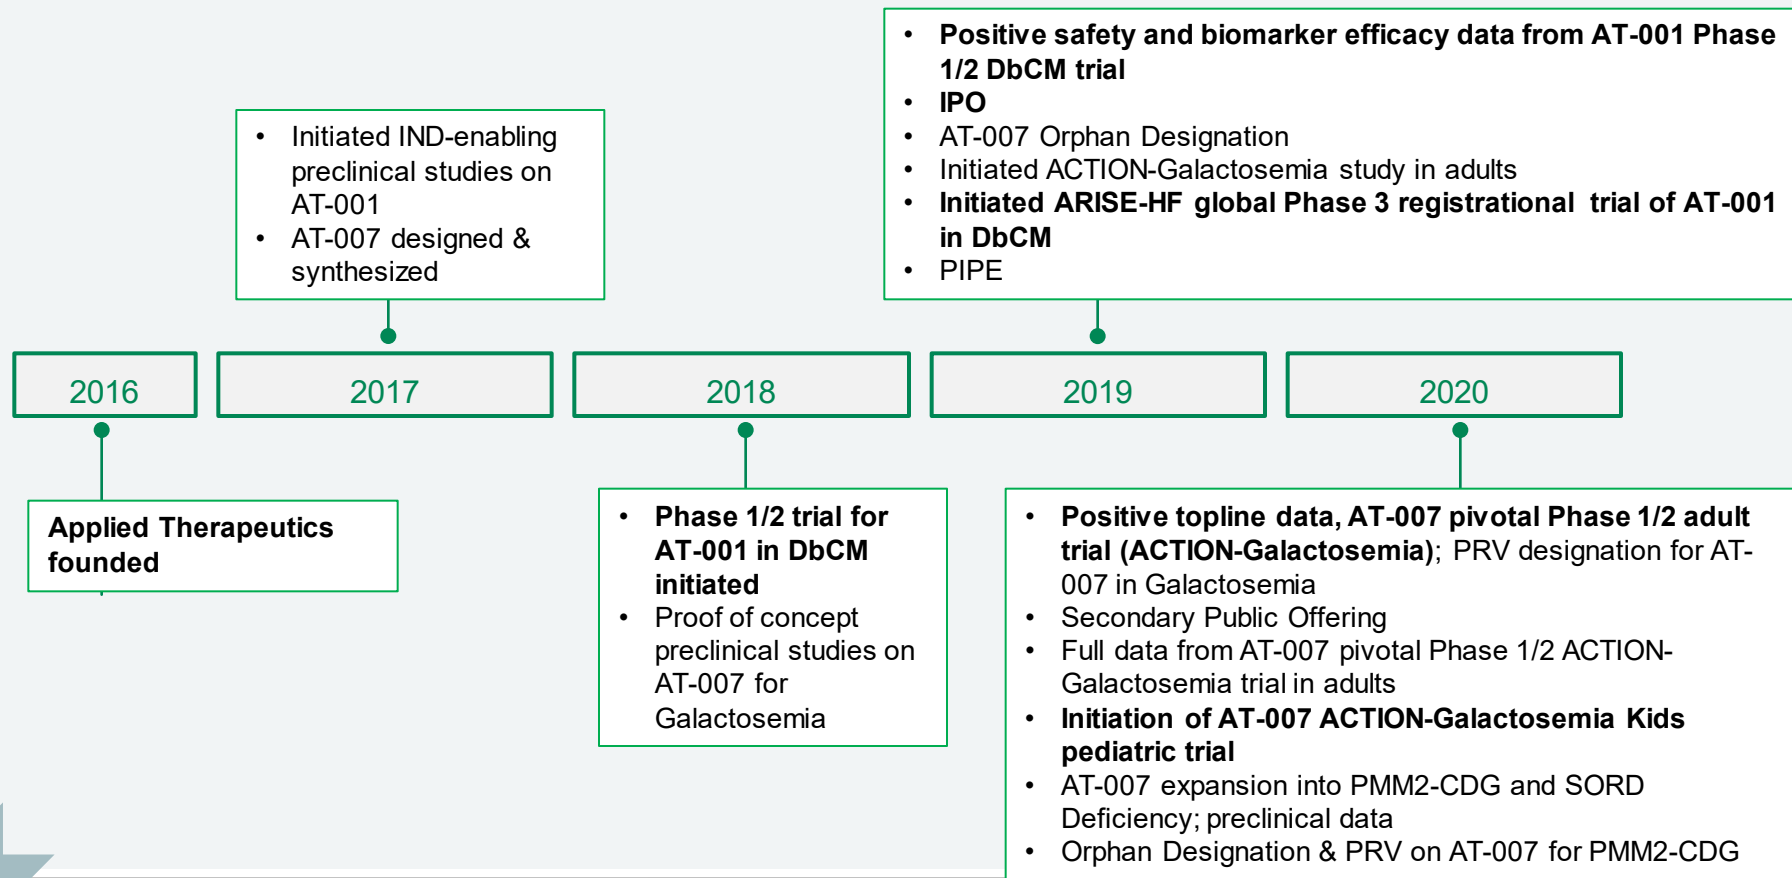 • Positive safety and biomarker efficacy data from AT-001 Phase
1/2 DbCM trial
• IPO
• AT-007 Orphan Designation
• Initiated ACTION-Galactosemia study in adults
• Initiated ARISE-HF global Phase 3 registrational trial of AT-001
in DbCM
• PIPE
• Initiated IND-enabling
preclinical studies on
AT-001
• AT-007 designed &
synthesized
2016
2017
2018
2019
2020
Applied Therapeutics
founded
• Phase 1/2 trial for
AT-001 in DbCM
initiated
• Proof of concept
preclinical studies on
AT-007 for
Galactosemia
• Positive topline data, AT-007 pivotal Phase 1/2 adult
trial (ACTION-Galactosemia); PRV designation for AT-
007 in Galactosemia
• Secondary Public Offering
• Full data from AT-007 pivotal Phase 1/2 ACTION-
Galactosemia trial in adults
• Initiation of AT-007 ACTION-Galactosemia Kids
pediatric trial
• AT-007 expansion into PMM2-CDG and SORD
Deficiency; preclinical data
• Orphan Designation & PRV on AT-007 for PMM2-CDG